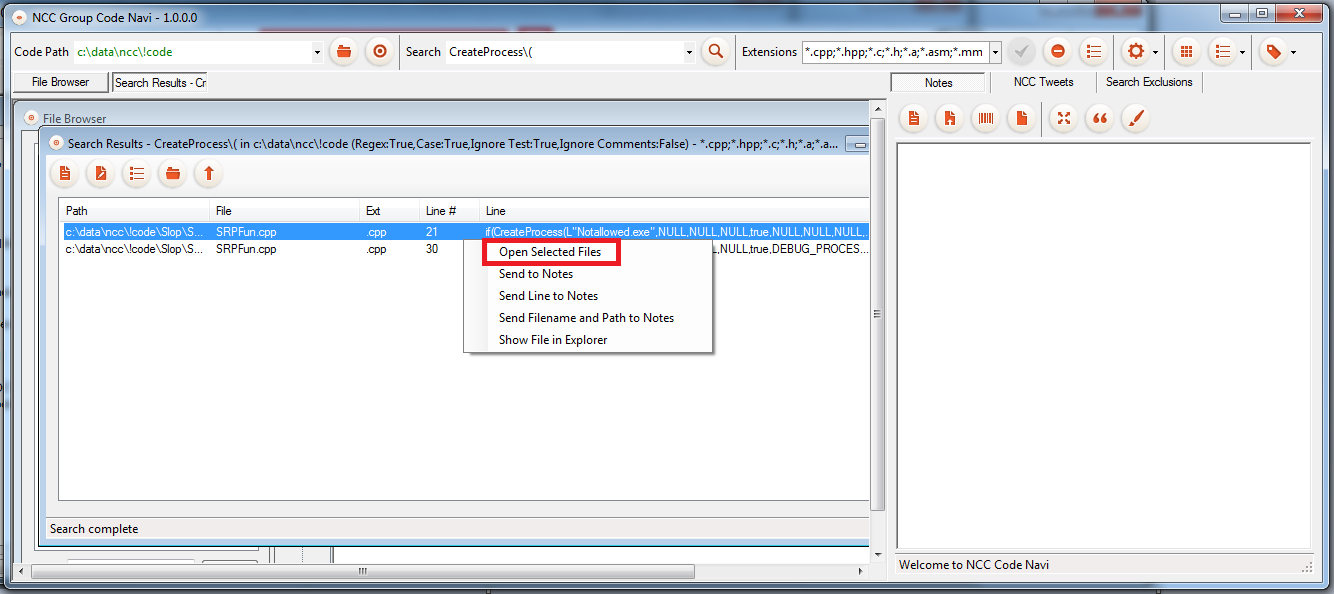 NCC Group Code Navi - 1.0.0.0
Code Path c:\data\ncc\!code Search CreateProcess\( Extensions *.cpp;*.hpp;*.c;*.h;*.a;*.asm;*.mm
File Browser Search Results - Cr Notes NCC Tweets Search Exclusions
File Browser
Search Results - CreateProcess\( in c:\data\ncc\!code (Regex:True,Case:True,Ignore Test:True,Ignore Comments:False) - *.cpp;*.hpp;*.c;*.h;*.a;*.a...
Path File Ext Line # Line
c:\data\ncc\!code\Slop\S... SRPFun.cpp .cpp 21 if(CreateProcess(L"Notallowed.exe",NULL,NULL,NULL,true,NULL,NULL,NULL,...
c:\data\ncc\!code\Slop\S... SRPFun.cpp .cpp 30 L,NULL,true,DEBUG_PROCES...
Open Selected Files
Send to Notes
Send Line to Notes
Send Filename and Path to Notes
Show File in Explorer
Search complete
Welcome to NCC Code Navi